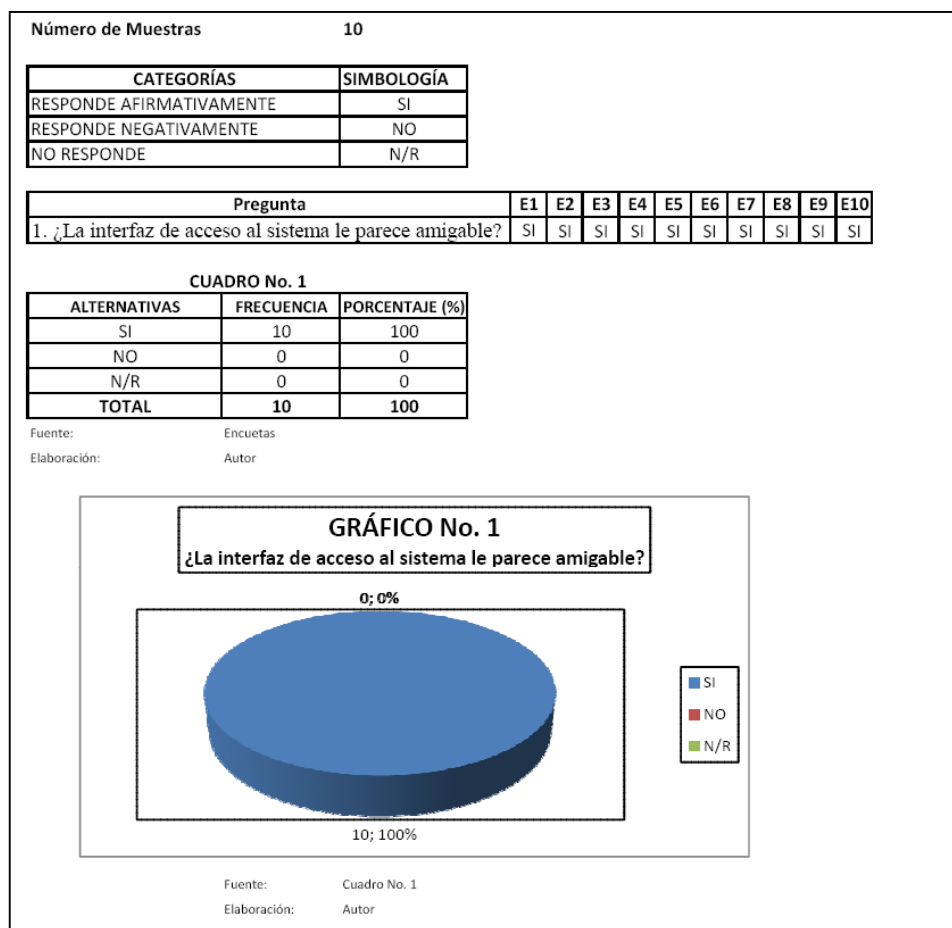 Número de Muestras 10
CATEGORÍAS SIMBOLOGÍA
RESPONDE AFIRMATIVAMENTE SI
RESPONDE NEGATIVAMENTE NO
NO RESPONDE N/R
Pregunta E1 E2 E3 E4 E5 E6 E7 E8 E9 E10
1. ¿La interfaz de acceso al sistema le parece amigable? SI SI SI SI SI SI SI SI SI SI
CUADRO No. 1
ALTERNATIVAS FRECUENCIA PORCENTAJE (%)
SI 10 100
NO 0 0
N/R 0 0
TOTAL 10 100
Fuente: Encuetas
Elaboración: Autor
GRÁFICO No. 1
¿La interfaz de acceso al sistema le parece amigable?
0; 0%
SI
NO
N/R
10; 100%
Fuente: Cuadro No. 1
Elaboración: Autor